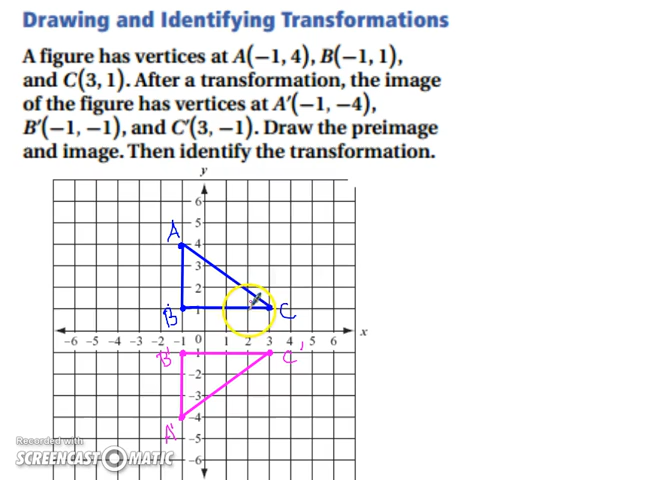 Drawing and Identifying Transformations
A figure has vertices at A(−1, 4), B(−1, 1),
and C(3, 1). After a transformation, the image
of the figure has vertices at A′(−1, −4),
B′(−1, −1), and C′(3, −1). Draw the preimage
and image. Then identify the transformation.
y
6
5
A
4
3
2
B
1
C
x
−6 −5 −4 −3 −2 −1 0 1 2 3 4 5 6
B'
C'
−2
−3
−4
A'
−5
−6
Recorded with
SCREENCAST-O-MATIC